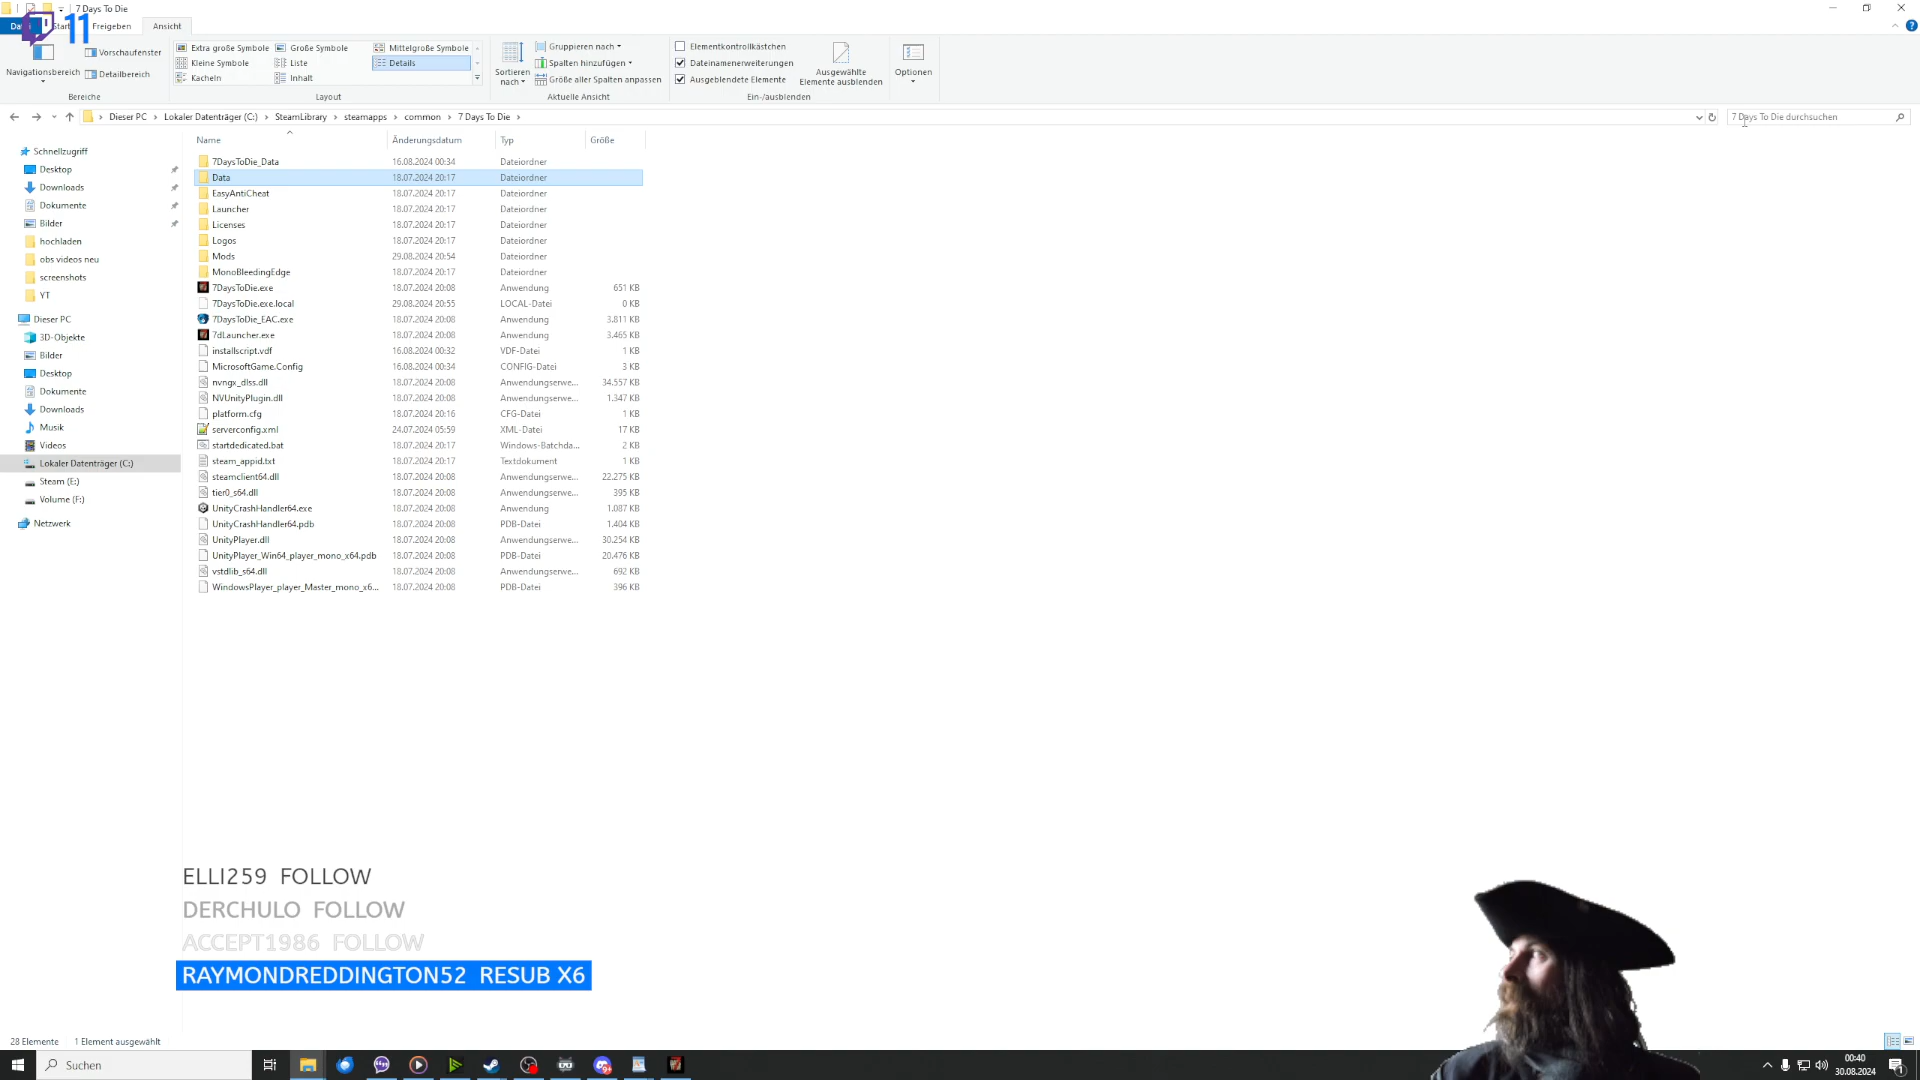 7 Days To Die
11
Start
Freigeben
Ansicht
Navigationsbereich
Vorschaufenster
Detailbereich
Bereiche
Extra große Symbole
Große Symbole
Mittelgroße Symbole
Kleine Symbole
Liste
Details
Kacheln
Inhalt
Layout
Sortieren nach
Gruppieren nach
Spalten hinzufügen
Größe aller Spalten anpassen
Aktuelle Ansicht
Elementkontrollkästchen
Dateinamenerweiterungen
Ausgeblendete Elemente
Ausgewählte Elemente ausblenden
Ein-/ausblenden
Optionen
Dieser PC > Lokaler Datenträger (C:) > SteamLibrary > steamapps > common > 7 Days To Die >
7 Days To Die durchsuchen
Schnellzugriff
Desktop
Downloads
Dokumente
Bilder
hochladen
obs videos neu
screenshots
YT
Dieser PC
3D-Objekte
Bilder
Desktop
Dokumente
Downloads
Musik
Videos
Lokaler Datenträger (C:)
Steam (E:)
Volume (F:)
Netzwerk
Name Änderungsdatum Typ Größe
7DaysToDie_Data 16.08.2024 00:34 Dateiordner
Data 18.07.2024 20:17 Dateiordner
EasyAntiCheat 18.07.2024 20:17 Dateiordner
Launcher 18.07.2024 20:17 Dateiordner
Licenses 18.07.2024 20:17 Dateiordner
Logos 18.07.2024 20:17 Dateiordner
Mods 29.08.2024 20:54 Dateiordner
MonoBleedingEdge 18.07.2024 20:17 Dateiordner
7DaysToDie.exe 18.07.2024 20:08 Anwendung 651 KB
7DaysToDie.exe.local 29.08.2024 20:55 LOCAL-Datei 0 KB
7DaysToDie_EAC.exe 18.07.2024 20:08 Anwendung 3.811 KB
7dLauncher.exe 18.07.2024 20:08 Anwendung 3.465 KB
installscript.vdf 16.08.2024 00:32 VDF-Datei 1 KB
MicrosoftGame.Config 16.08.2024 00:34 CONFIG-Datei 3 KB
nvngx_dlss.dll 18.07.2024 20:08 Anwendungserwe... 34.557 KB
NVUnityPlugin.dll 18.07.2024 20:08 Anwendungserwe... 1.347 KB
platform.cfg 18.07.2024 20:16 CFG-Datei 1 KB
serverconfig.xml 24.07.2024 05:59 XML-Datei 17 KB
startdedicated.bat 18.07.2024 20:17 Windows-Batchda... 2 KB
steam_appid.txt 18.07.2024 20:17 Textdokument 1 KB
steamclient64.dll 18.07.2024 20:08 Anwendungserwe... 22.275 KB
tier0_s64.dll 18.07.2024 20:08 Anwendungserwe... 395 KB
UnityCrashHandler64.exe 18.07.2024 20:08 Anwendung 1.087 KB
UnityCrashHandler64.pdb 18.07.2024 20:08 PDB-Datei 1.404 KB
UnityPlayer.dll 18.07.2024 20:08 Anwendungserwe... 30.254 KB
UnityPlayer_Win64_player_mono_x64.pdb 18.07.2024 20:08 PDB-Datei 20.476 KB
vstdlib_s64.dll 18.07.2024 20:08 Anwendungserwe... 692 KB
WindowsPlayer_player_Master_mono_x6... 18.07.2024 20:08 PDB-Datei 396 KB
ELLI259 FOLLOW
DERCHULO FOLLOW
ACCEPT1986 FOLLOW
RAYMONDREDDINGTON52 RESUB X6
28 Elemente 1 Element ausgewählt
Suchen
00:40
30.08.2024